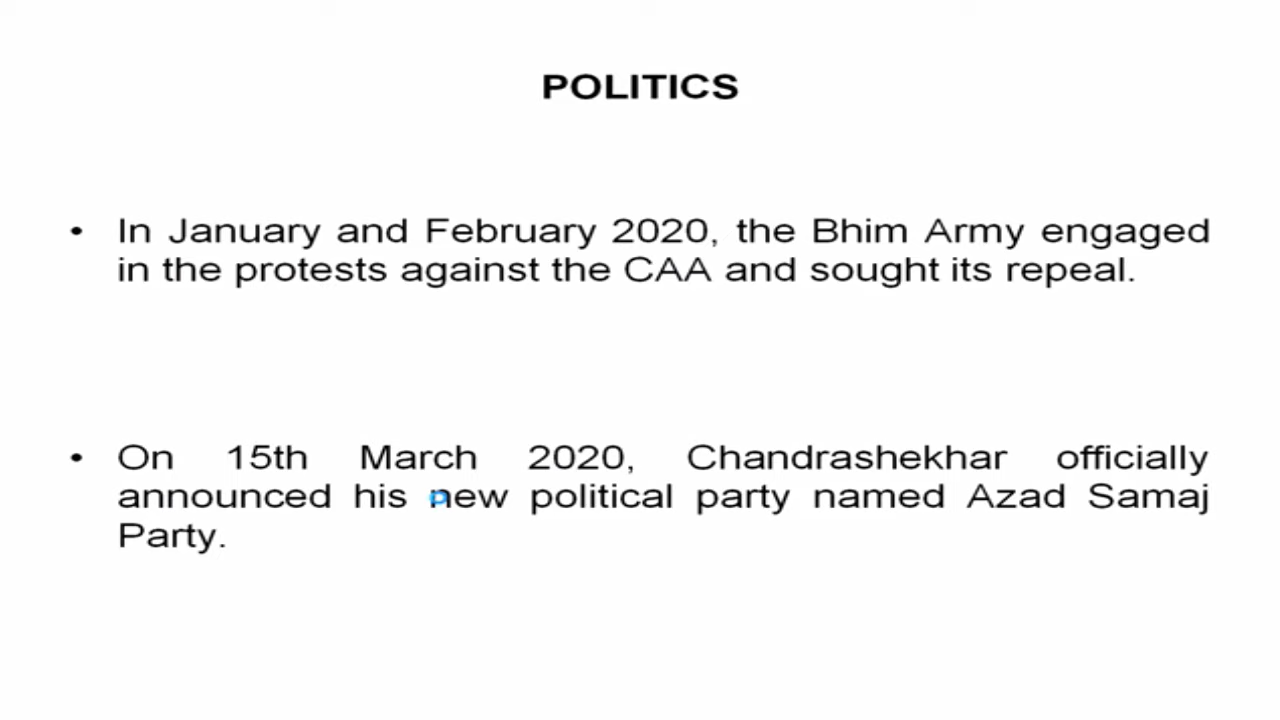 POLITICS
• In January and February 2020, the Bhim Army engaged
in the protests against the CAA and sought its repeal.
• On 15th March 2020, Chandrashekhar officially
announced his new political party named Azad Samaj
Party.